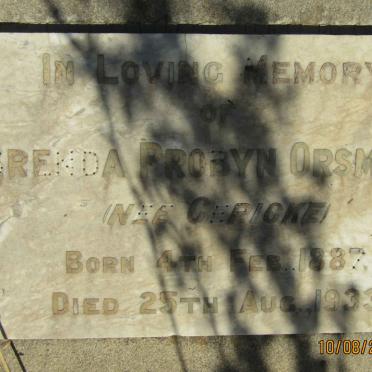 In Loving Memory
of
Brenda Probyn Orsm
(Nee Gericke)
Born 4th Feb., 1887
Died 25th Aug., 1933
10/08/2